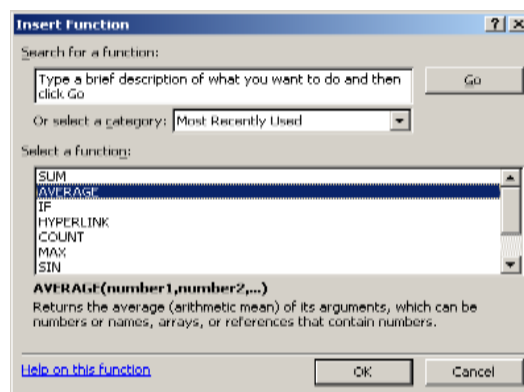 Insert Function
Search for a function:
Type a brief description of what you want to do and then
click Go
Go
Or select a category: Most Recently Used
Select a function:
SUM
AVERAGE
IF
HYPERLINK
COUNT
MAX
SIN
AVERAGE(number1,number2,...)
Returns the average (arithmetic mean) of its arguments, which can be
numbers or names, arrays, or references that contain numbers.
Help on this function
OK
Cancel